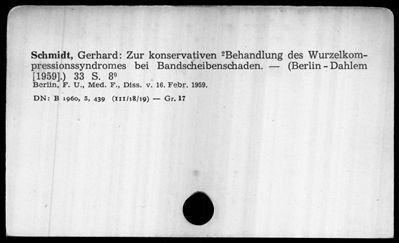 Schmidt, Gerhard: Zur konservativen ²Behandlung des Wurzelkom-
pressionssyndromes bei Bandscheibenschaden. — (Berlin-Dahlem
[1959].) 33 S. 8⁰
Berlin, F. U., Med. F., Diss. v. 16. Febr. 1959.
DN: B 1960, 5, 439 (III/18/19) — Gr. 17